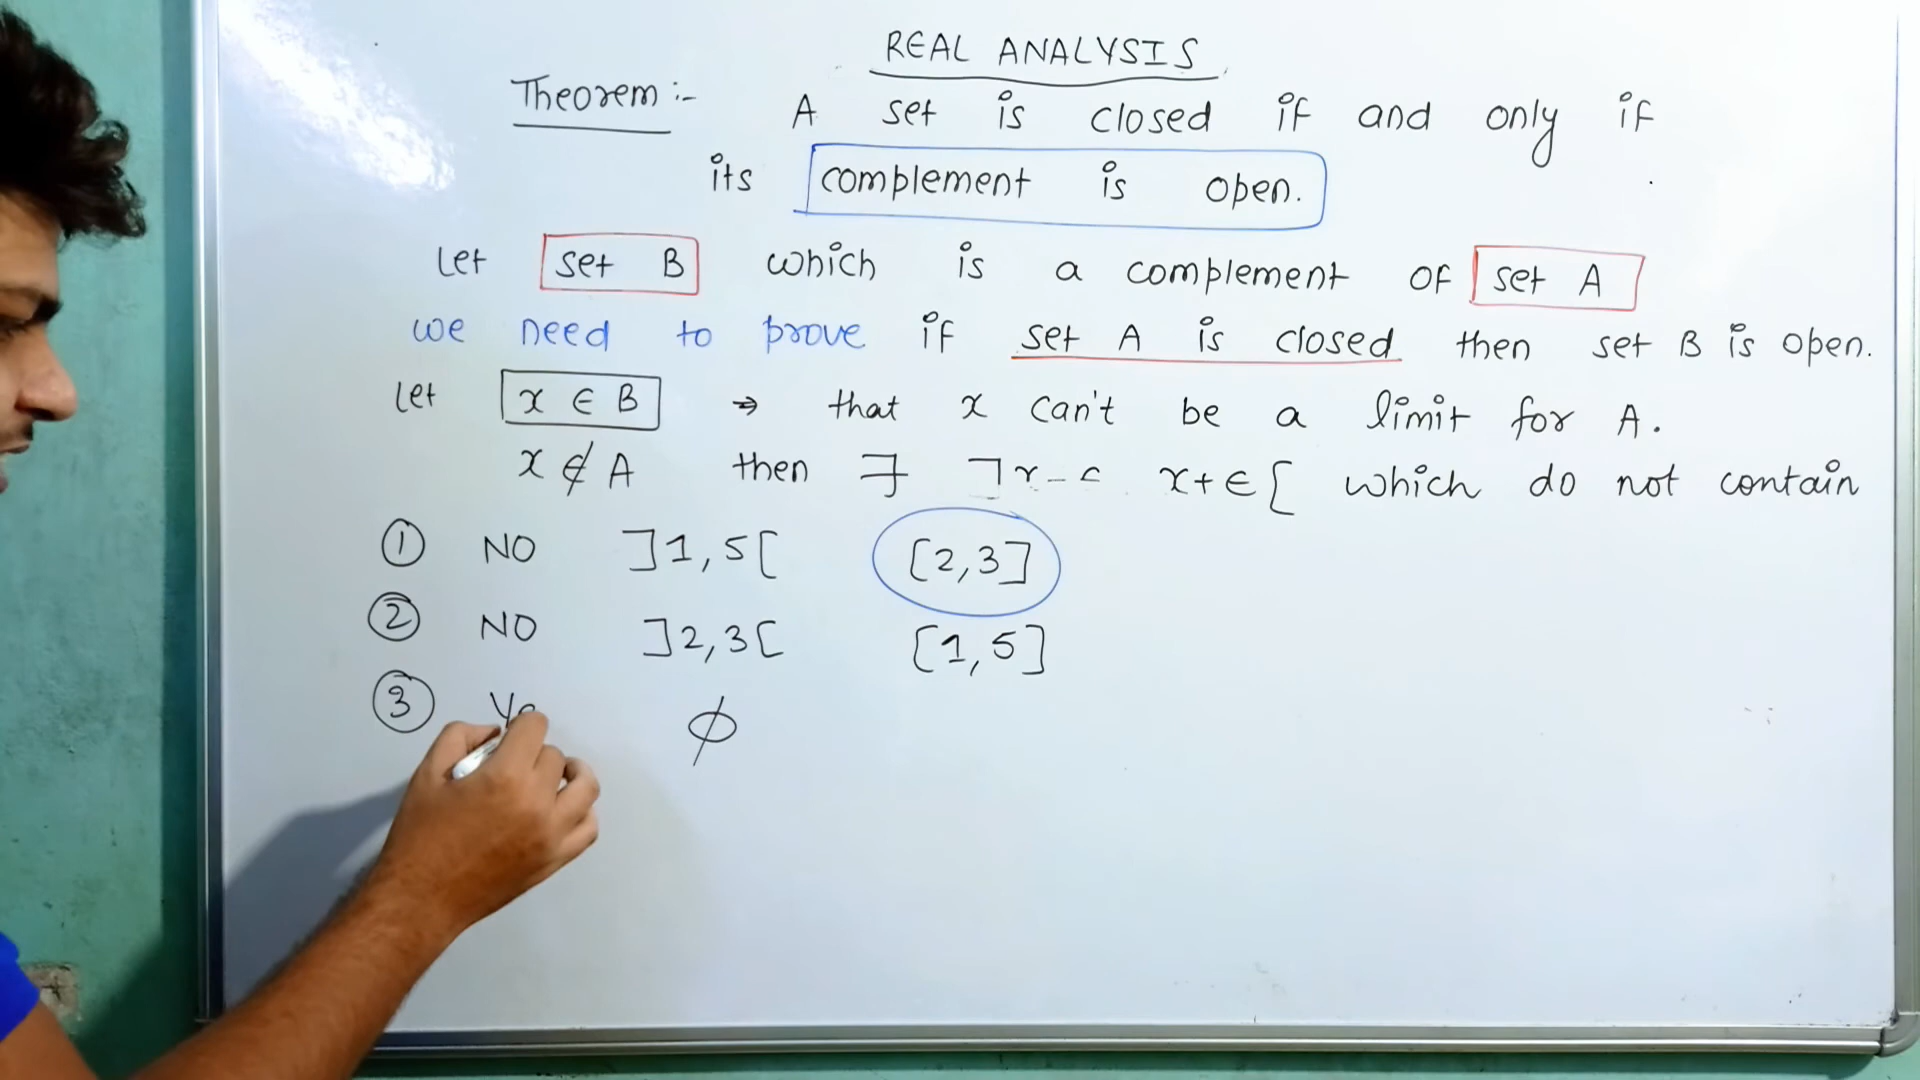 REAL ANALYSIS
Theorem :- A set is closed if and only if
its complement is open.
Let set B which is a complement of set A
we need to prove if set A is closed then set B is open.
Let x ∈ B ⇒ that x can't be a limit for A.
x ∉ A then ∃ ]x- x+∈[ which do not contain
① NO ]1,5[ [2,3]
② NO ]2,3[ [1,5]
③ ϕ